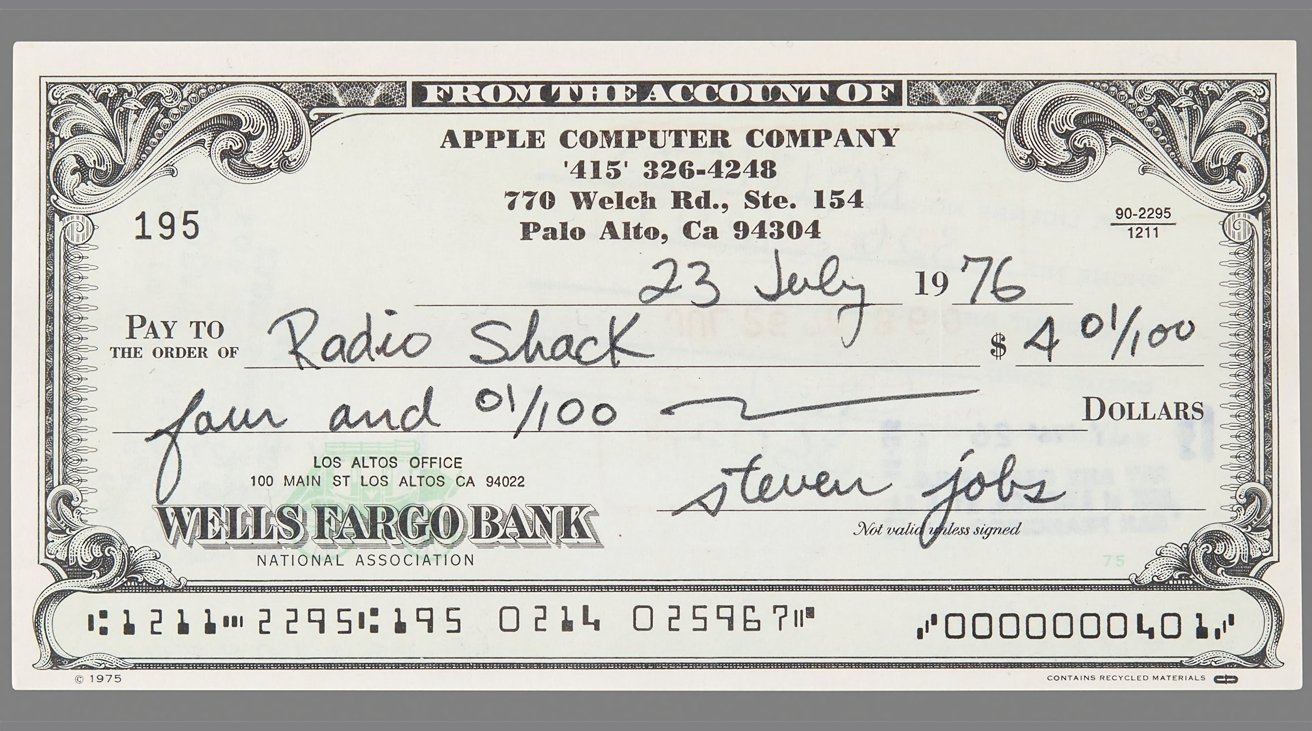 FROM THE ACCOUNT OF
APPLE COMPUTER COMPANY
'415' 326-4248
770 Welch Rd., Ste. 154
Palo Alto, Ca 94304
195
90-2295
1211
23 July 1976
PAY TO
THE ORDER OF Radio Shack $ 4 01/100
four and 01/100 DOLLARS
LOS ALTOS OFFICE
100 MAIN ST LOS ALTOS CA 94022
WELLS FARGO BANK
NATIONAL ASSOCIATION
steven jobs
Not valid unless signed
75
⑆1211⑉2295⑆195 0214 025967⑈ ⑇0000000401⑇
© 1975 CONTAINS RECYCLED MATERIALS